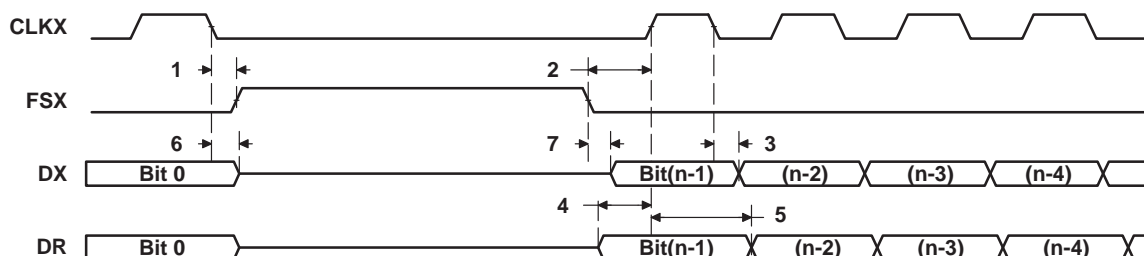 CLKX
1 2
FSX
6 7 3
DX Bit 0 Bit(n-1) (n-2) (n-3) (n-4)
4 5
DR Bit 0 Bit(n-1) (n-2) (n-3) (n-4)